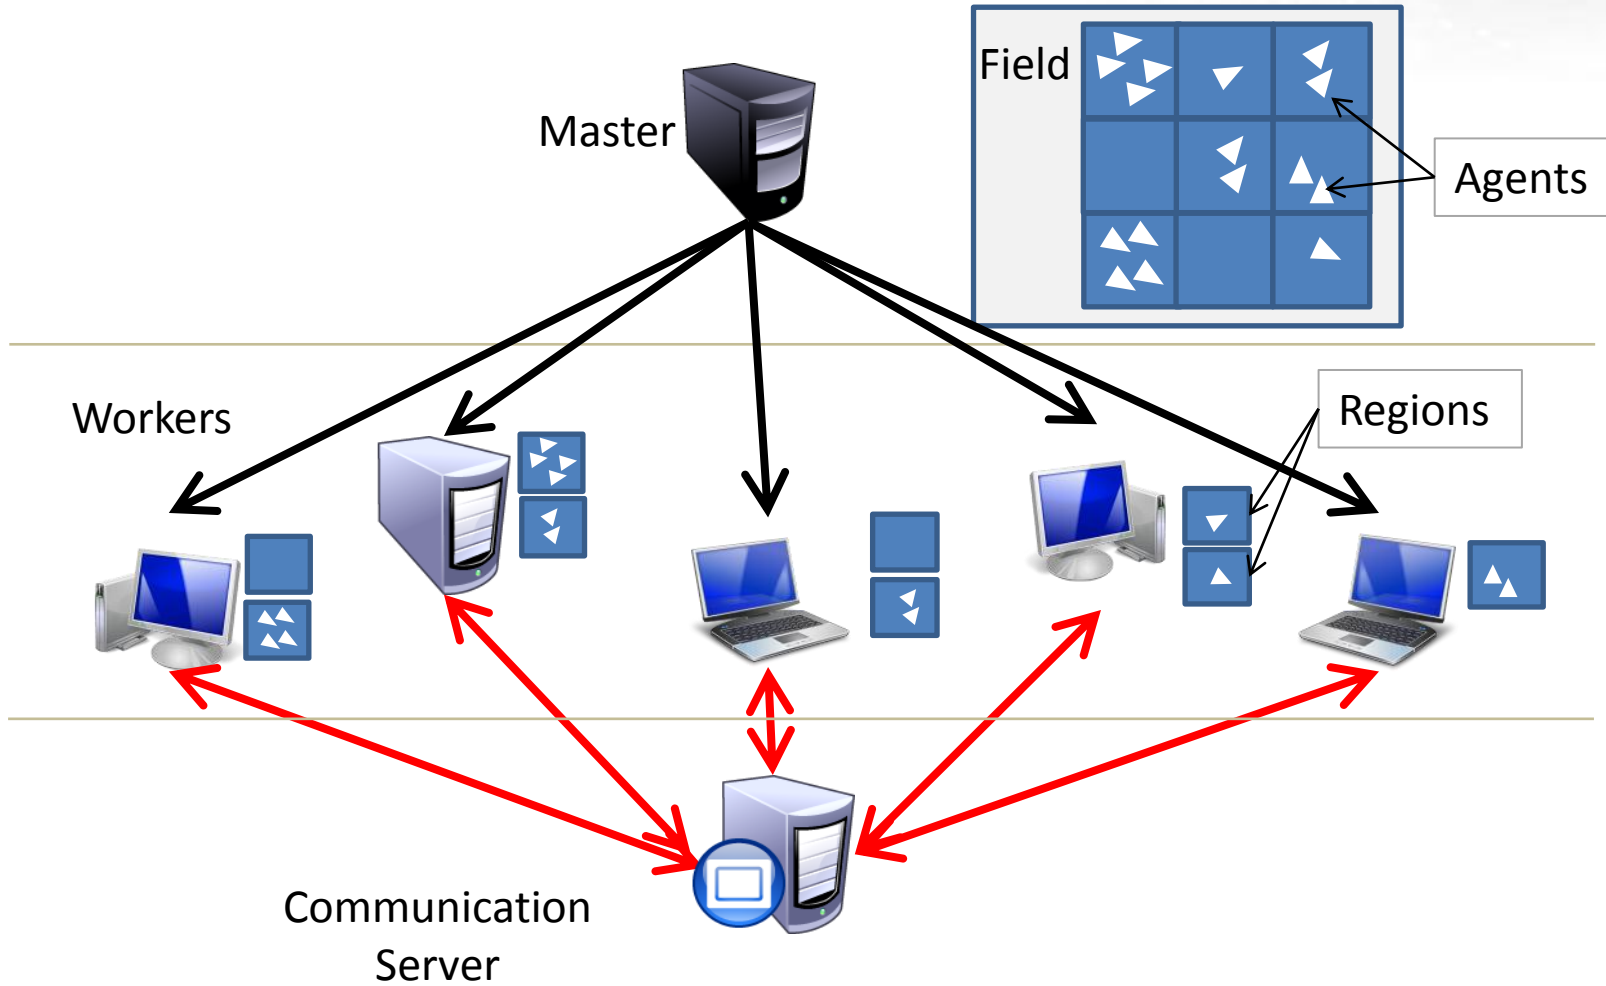 Field
Master
Agents
Workers
Regions
Communication
Server